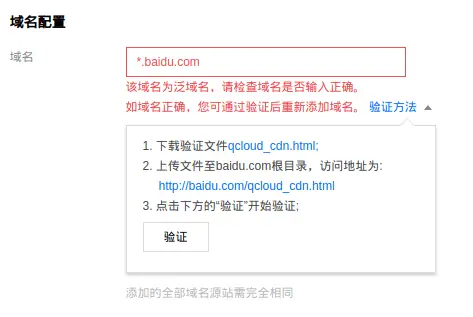 域名配置
域名
*.baidu.com
该域名为泛域名，请检查域名是否输入正确。
如域名正确，您可通过验证后重新添加域名。 验证方法
1. 下载验证文件qcloud_cdn.html;
2. 上传文件至baidu.com根目录，访问地址为:
http://baidu.com/qcloud_cdn.html
3. 点击下方的“验证”开始验证;
验证
添加的全部域名源站需完全相同